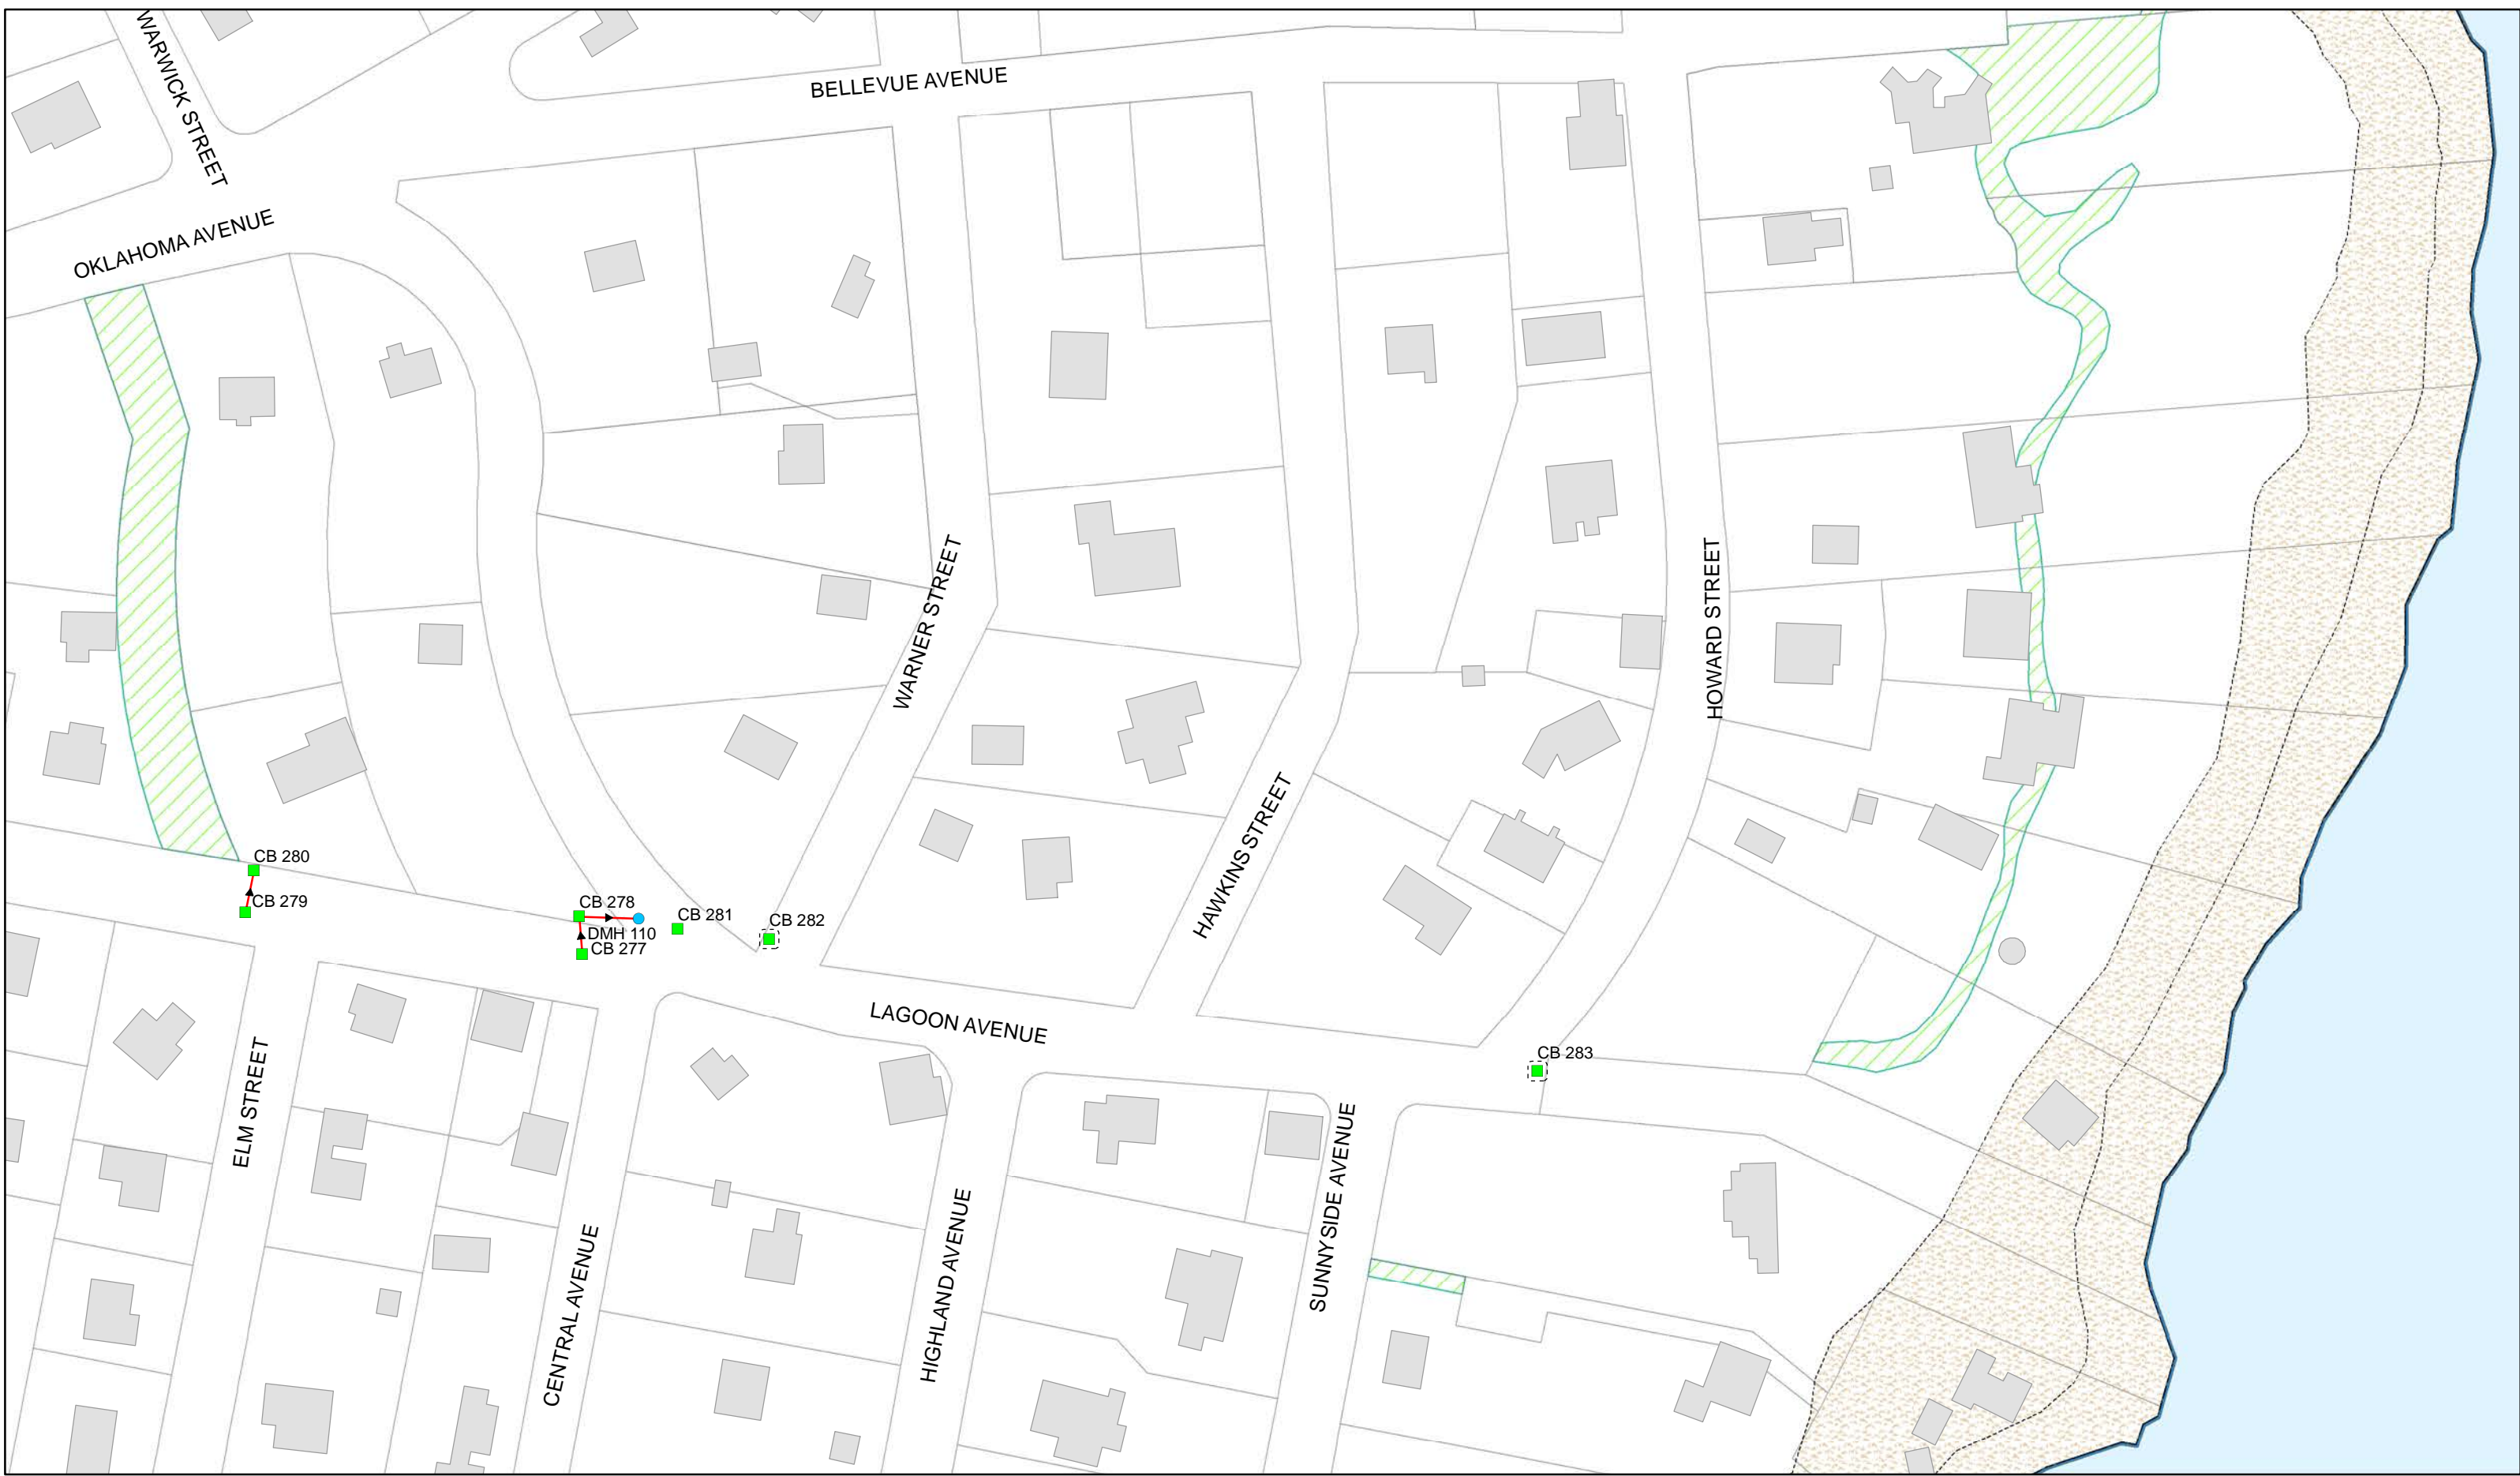 WARWICK STREET
BELLEVUE AVENUE
OKLAHOMA AVENUE
WARNER STREET
HOWARD STREET
HAWKINS STREET
CB 280
CB 279
CB 278
CB 281
CB 282
DMH 110
CB 277
LAGOON AVENUE
CB 283
ELM STREET
CENTRAL AVENUE
HIGHLAND AVENUE
SUNNYSIDE AVENUE